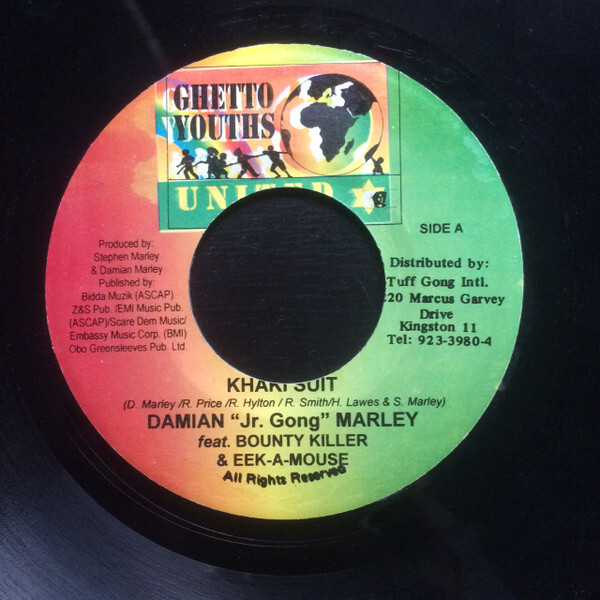 GHETTO
YOUTHS
UNITED
SIDE A
Produced by:
Stephen Marley
& Damian Marley
Published by:
Bidda Muzik (ASCAP)
Z&S Pub. /EMI Music Pub.
(ASCAP)/Scare Dem Music/
Embassy Music Corp. (BMI)
Obo Greensleeves Pub. Ltd.
Distributed by:
Tuff Gong Intl.
220 Marcus Garvey
Drive
Kingston 11
Tel: 923-3980-4
KHAKI SUIT
(D. Marley /R. Price /R. Hylton / R. Smith/H. Lawes & S. Marley)
DAMIAN "Jr. Gong" MARLEY
feat. BOUNTY KILLER
& EEK-A-MOUSE
All Rights Reserved